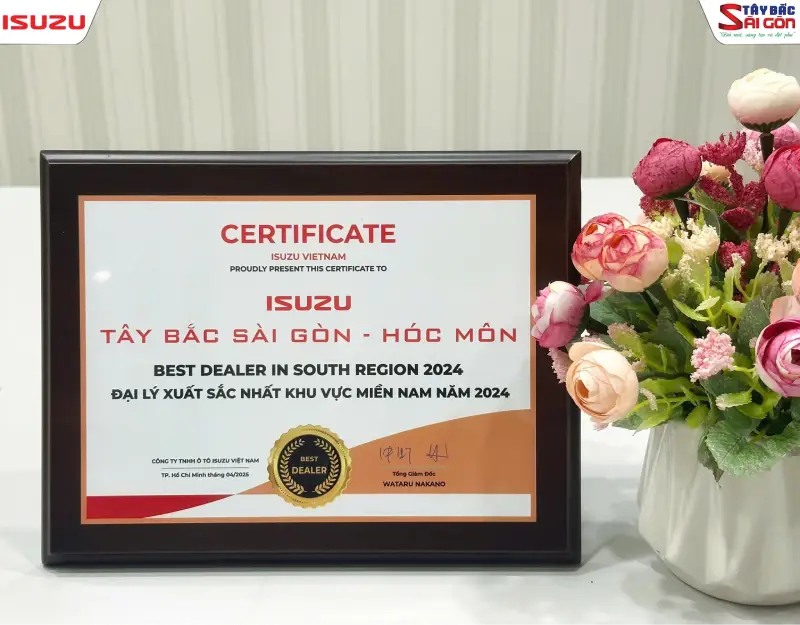 ISUZU
TÂY BẮC
SÀI GÒN
CERTIFICATE
ISUZU VIETNAM
PROUDLY PRESENT THIS CERTIFICATE TO
ISUZU
TÂY BẮC SÀI GÒN - HÓC MÔN
BEST DEALER IN SOUTH REGION 2024
ĐẠI LÝ XUẤT SẮC NHẤT KHU VỰC MIỀN NAM NĂM 2024
CÔNG TY TNHH Ô TÔ ISUZU VIỆT NAM
TP. Hồ Chí Minh tháng 04/2025
BEST
DEALER
Tổng Giám Đốc
WATARU NAKANO